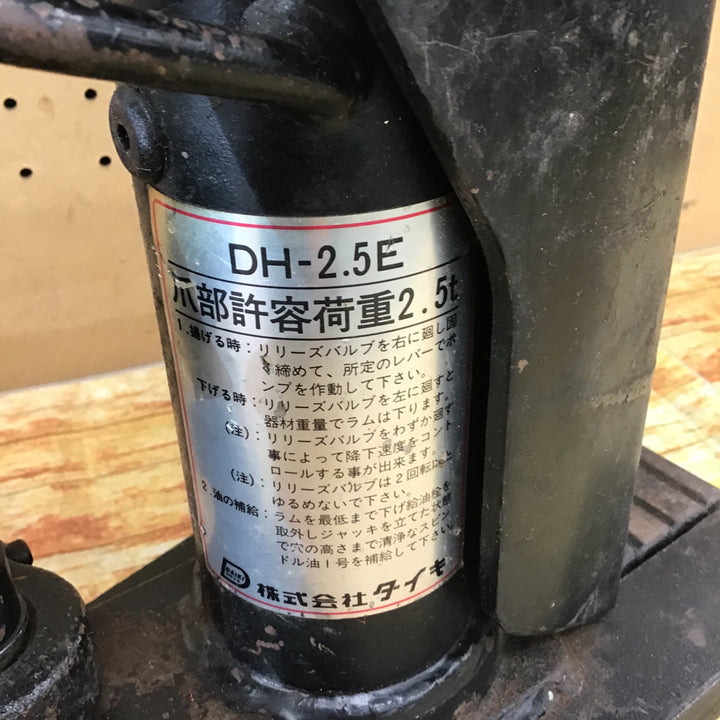 DH-2.5E
爪部許容荷重2.5t
1.揚げる時：リリーズバルブを右に廻し固
く締めて、所定のレバーでポ
ンプを作動して下さい。
下げる時：リリーズバルブを左に廻すと
器材重量でラムは下ります。
(注)：リリーズバルブをわずか廻す
事によって降下速度をコント
ロールする事が出来ます。
(注)：リリーズバルブは2回転以上
ゆるめないで下さい。
2.油の補給：ラムを最低まで下げ給油栓を
取外しジャッキを立てた状態
で穴の高さまで清浄なスピン
ドル油1号を補給して下さい。
DAIKI
株式会社タイキ